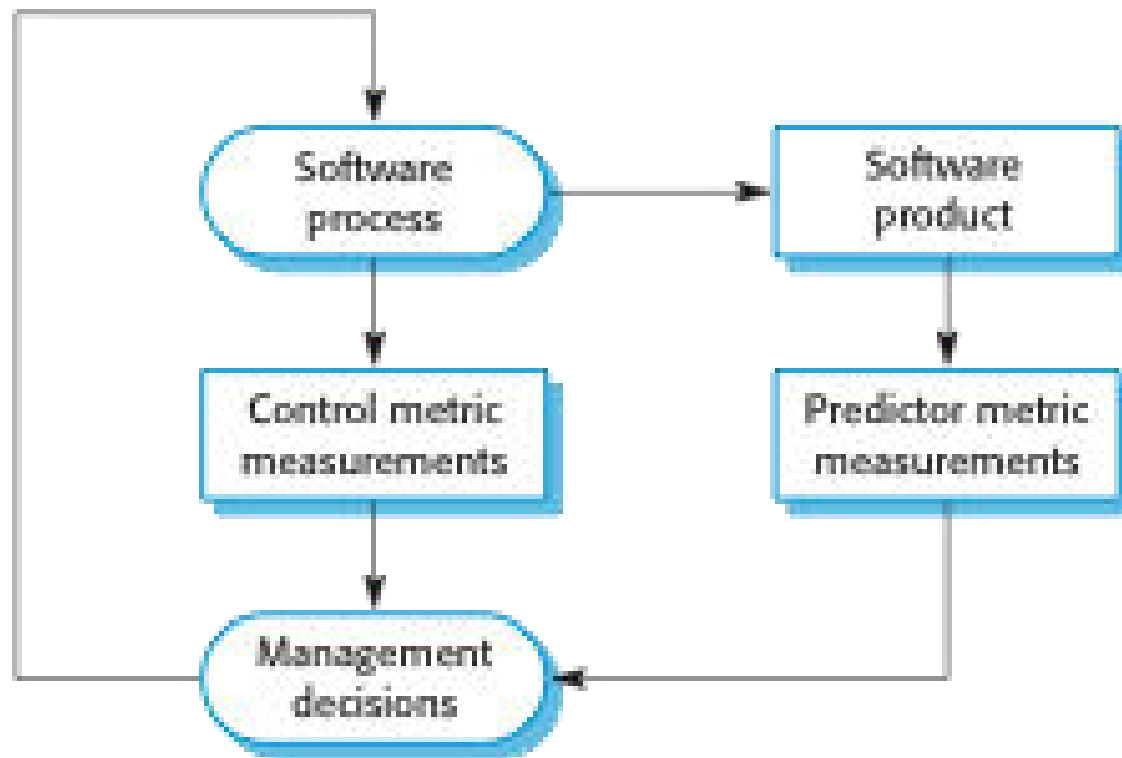 Software
process
Software
product
Control metric
measurements
Predictor metric
measurements
Management
decisions